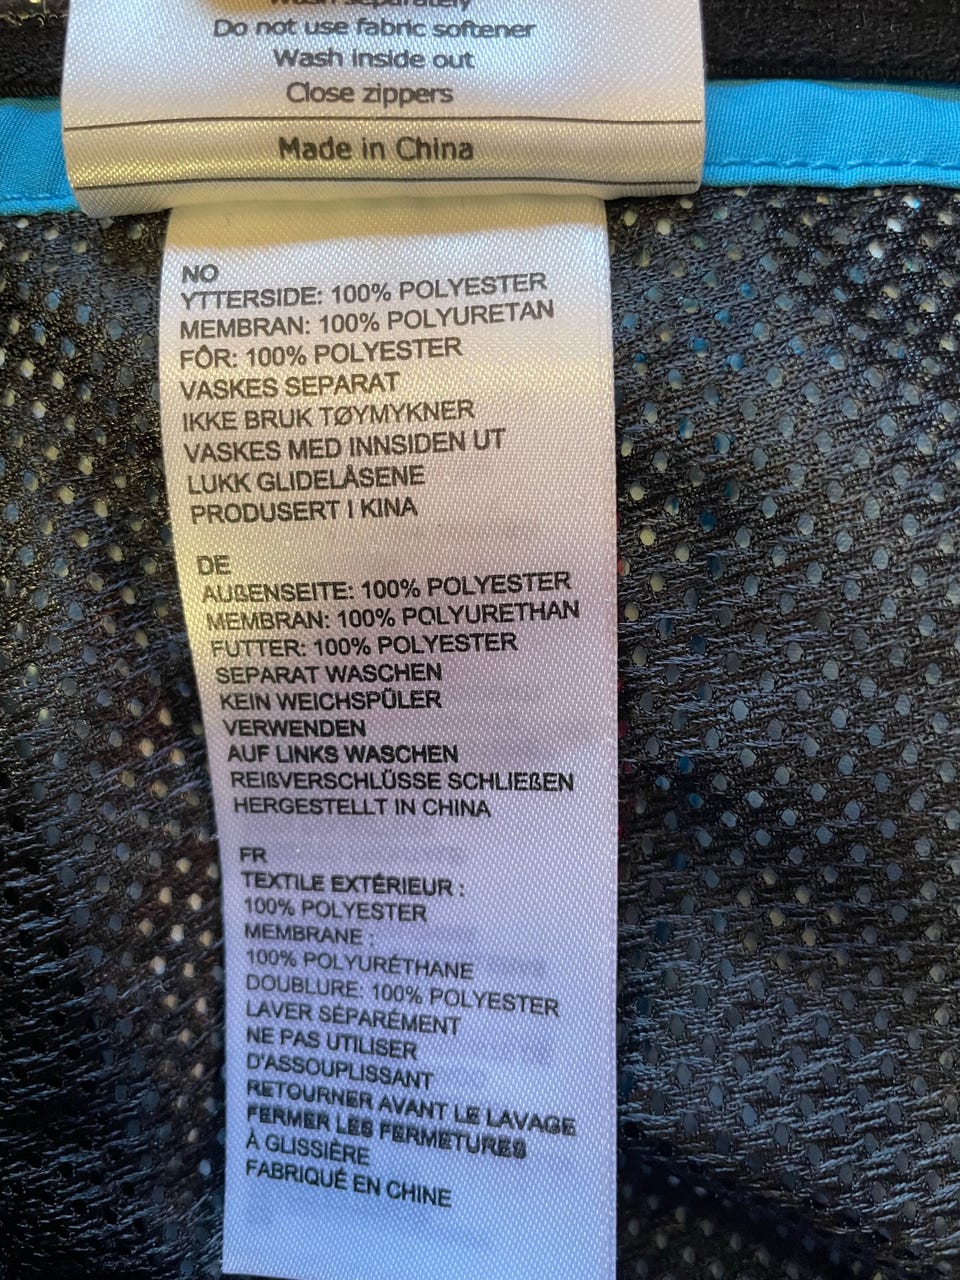 Wash separately
Do not use fabric softener
Wash inside out
Close zippers
Made in China
NO
YTTERSIDE: 100% POLYESTER
MEMBRAN: 100% POLYURETAN
FÔR: 100% POLYESTER
VASKES SEPARAT
IKKE BRUK TØYMYKNER
VASKES MED INNSIDEN UT
LUKK GLIDELÅSENE
PRODUSERT I KINA
DE
AUßENSEITE: 100% POLYESTER
MEMBRAN: 100% POLYURETHAN
FUTTER: 100% POLYESTER
SEPARAT WASCHEN
KEIN WEICHSPÜLER
VERWENDEN
AUF LINKS WASCHEN
REIßVERSCHLÜSSE SCHLIEßEN
HERGESTELLT IN CHINA
FR
TEXTILE EXTÉRIEUR :
100% POLYESTER
MEMBRANE :
100% POLYURÉTHANE
DOUBLURE: 100% POLYESTER
LAVER SÉPARÉMENT
NE PAS UTILISER
D'ASSOUPLISSANT
RETOURNER AVANT LE LAVAGE
FERMER LES FERMETURES
À GLISSIÈRE
FABRIQUÉ EN CHINE